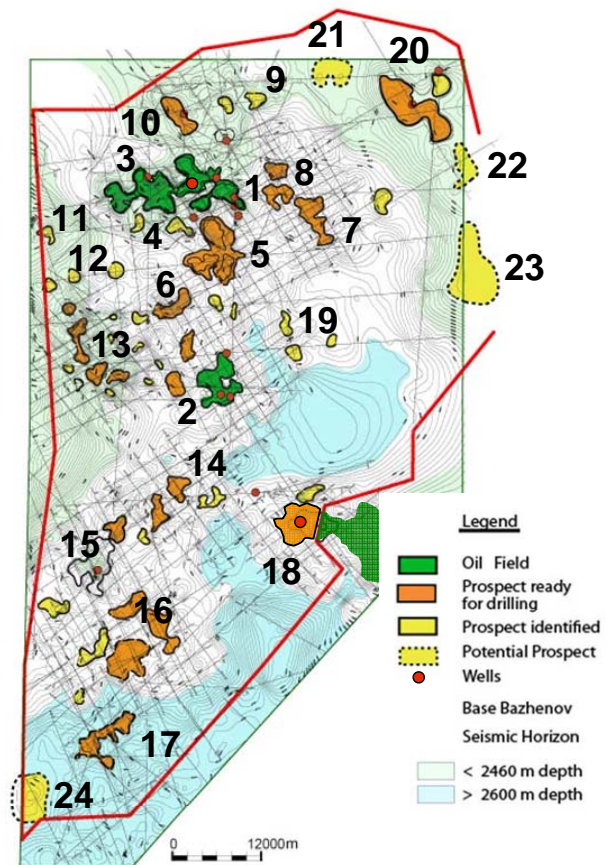 21
20
9
10
3
8
22
1
11
4
7
12
5
23
6
19
13
2
14
15
18
16
17
24
0 12000m
Legend
Oil Field
Prospect ready
for drilling
Prospect identified
Potential Prospect
Wells
Base Bazhenov
Seismic Horizon
< 2460 m depth
> 2600 m depth